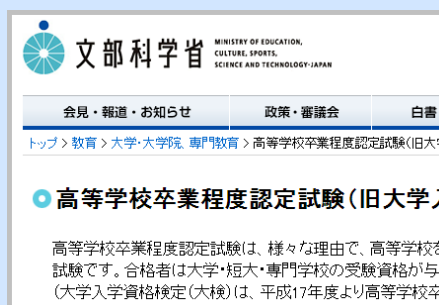 文部科学省
MINISTRY OF EDUCATION,
CULTURE, SPORTS,
SCIENCE AND TECHNOLOGY-JAPAN
会見・報道・お知らせ 政策・審議会 白書
トップ > 教育 > 大学・大学院、専門教育 > 高等学校卒業程度認定試験(旧大
高等学校卒業程度認定試験(旧大学
高等学校卒業程度認定試験は、様々な理由で、高等学校
試験です。合格者は大学・短大・専門学校の受験資格が与
(大学入学資格検定(大検)は、平成17年度より高等学校卒